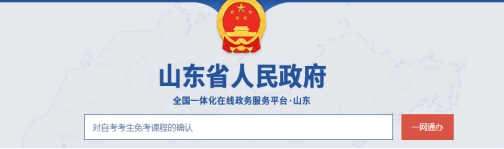 山东省人民政府
全国一体化在线政务服务平台·山东
对自考考生免考课程的确认
一网通办